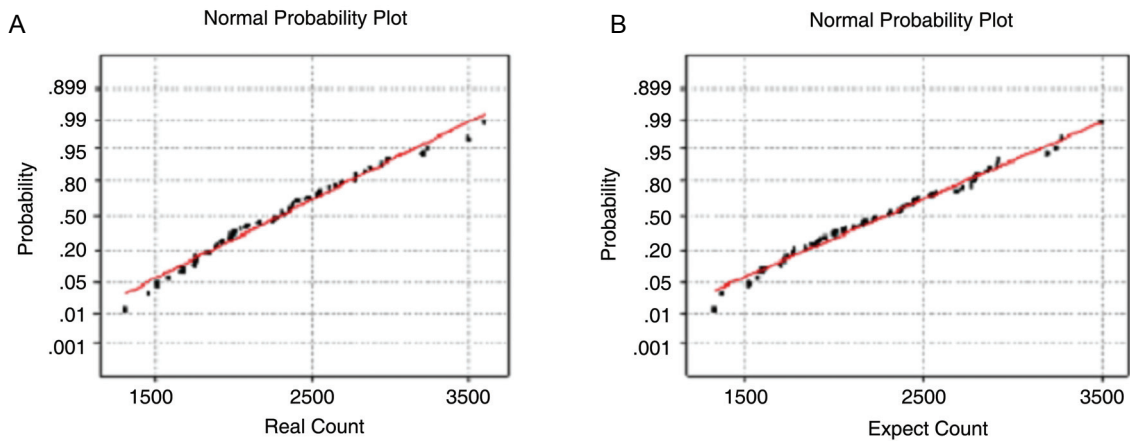 A
Normal Probability Plot
Probability
.899
.99
.95
.80
.50
.20
.05
.01
.001
1500 2500 3500
Real Count
B
Normal Probability Plot
Probability
.899
.99
.95
.80
.50
.20
.05
.01
.001
1500 2500 3500
Expect Count